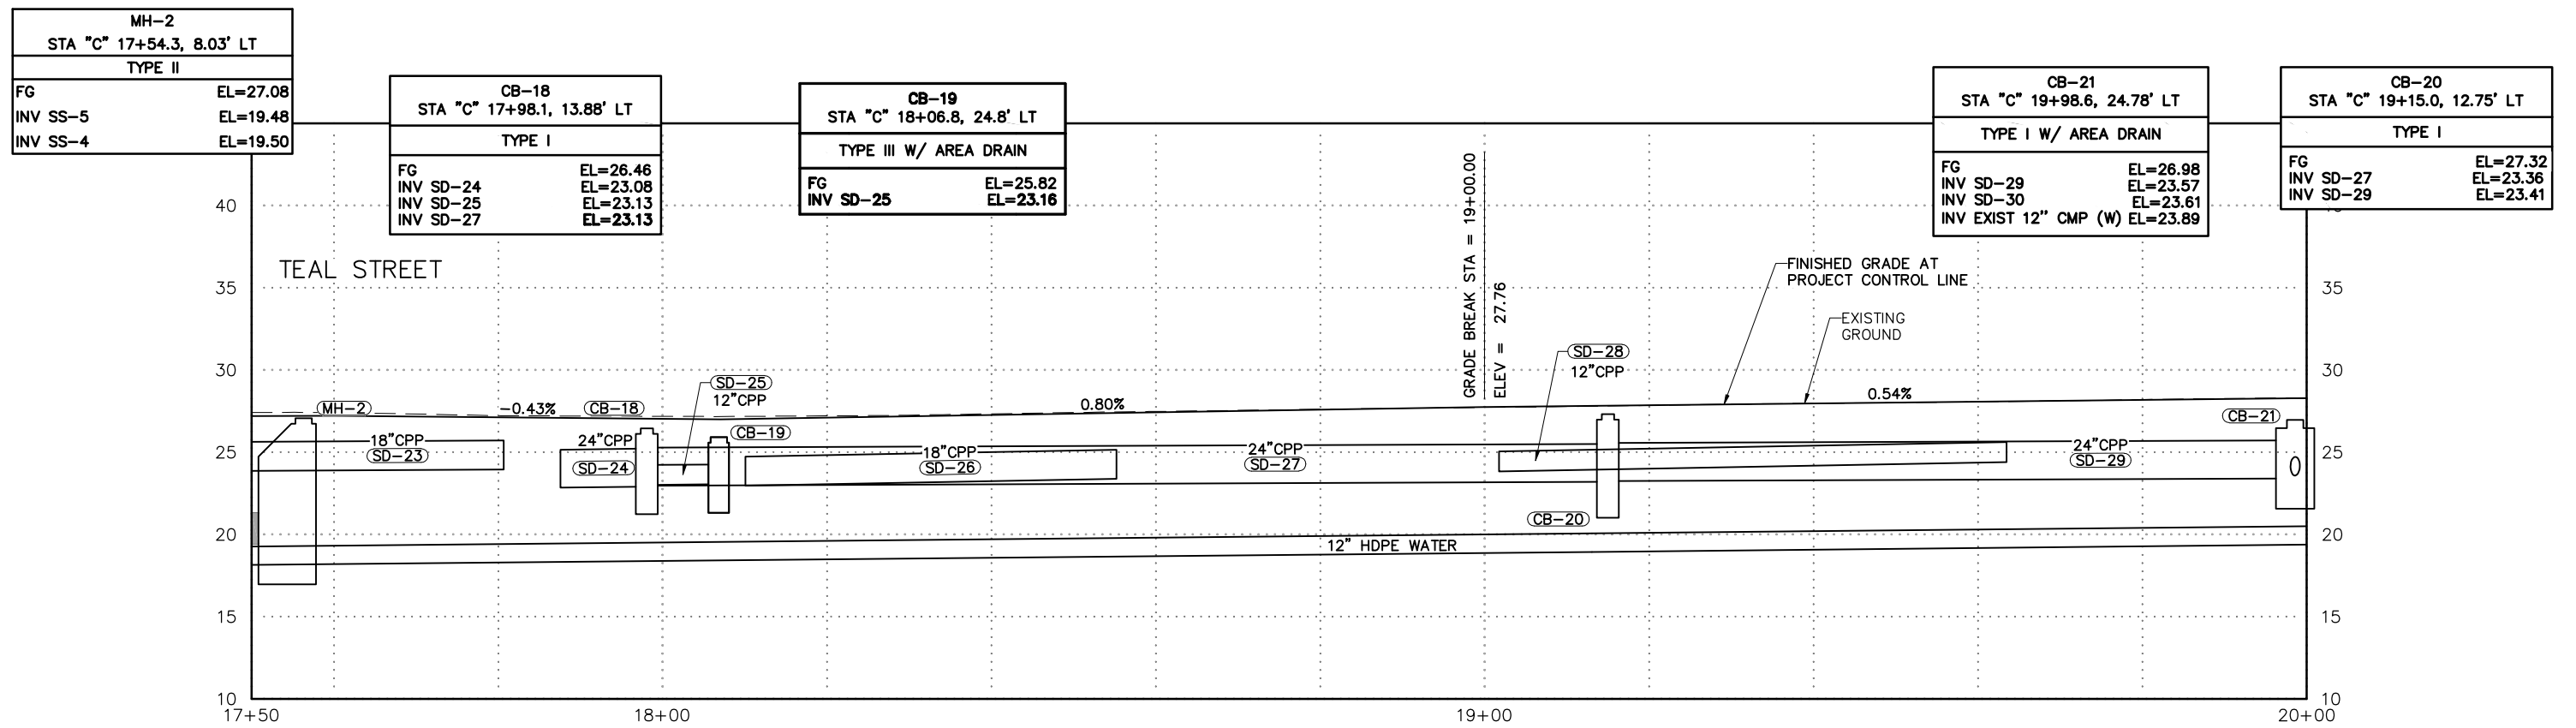 MH-2
STA "C" 17+54.3, 8.03' LT
TYPE II
FG EL=27.08
INV SS-5 EL=19.48
INV SS-4 EL=19.50
CB-18
STA "C" 17+98.1, 13.88' LT
TYPE I
FG EL=26.46
INV SD-24 EL=23.08
INV SD-25 EL=23.13
INV SD-27 EL=23.13
CB-19
STA "C" 18+06.8, 24.8' LT
TYPE III W/ AREA DRAIN
FG EL=25.82
INV SD-25 EL=23.16
CB-21
STA "C" 19+98.6, 24.78' LT
TYPE I W/ AREA DRAIN
FG EL=26.98
INV SD-29 EL=23.57
INV SD-30 EL=23.61
INV EXIST 12" CMP (W) EL=23.89
CB-20
STA "C" 19+15.0, 12.75' LT
TYPE I
FG EL=27.32
INV SD-27 EL=23.36
INV SD-29 EL=23.41
TEAL STREET
GRADE BREAK STA = 19+00.00
ELEV = 27.76
FINISHED GRADE AT
PROJECT CONTROL LINE
EXISTING
GROUND
SD-28
12"CPP
SD-25
12"CPP
MH-2
-0.43%
CB-18
0.80%
0.54%
CB-21
CB-19
18"CPP
SD-23
24"CPP
SD-24
18"CPP
SD-26
24"CPP
SD-27
24"CPP
SD-29
CB-20
12" HDPE WATER
40
35
30
25
20
15
10
35
30
25
20
15
10
17+50
18+00
19+00
20+00